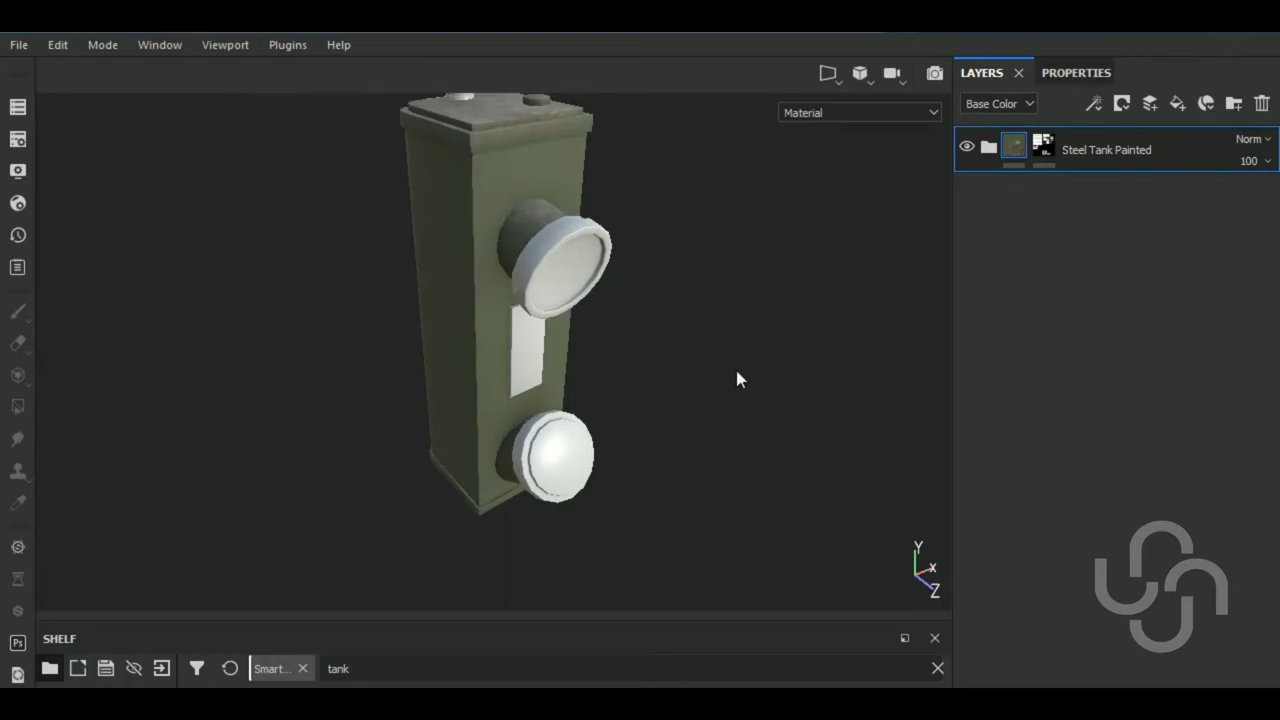 File Edit Mode Window Viewport Plugins Help
LAYERS PROPERTIES
Material
Base Color
Steel Tank Painted
Norm
100
Y
X
Z
SHELF
Ps
Smart...
tank